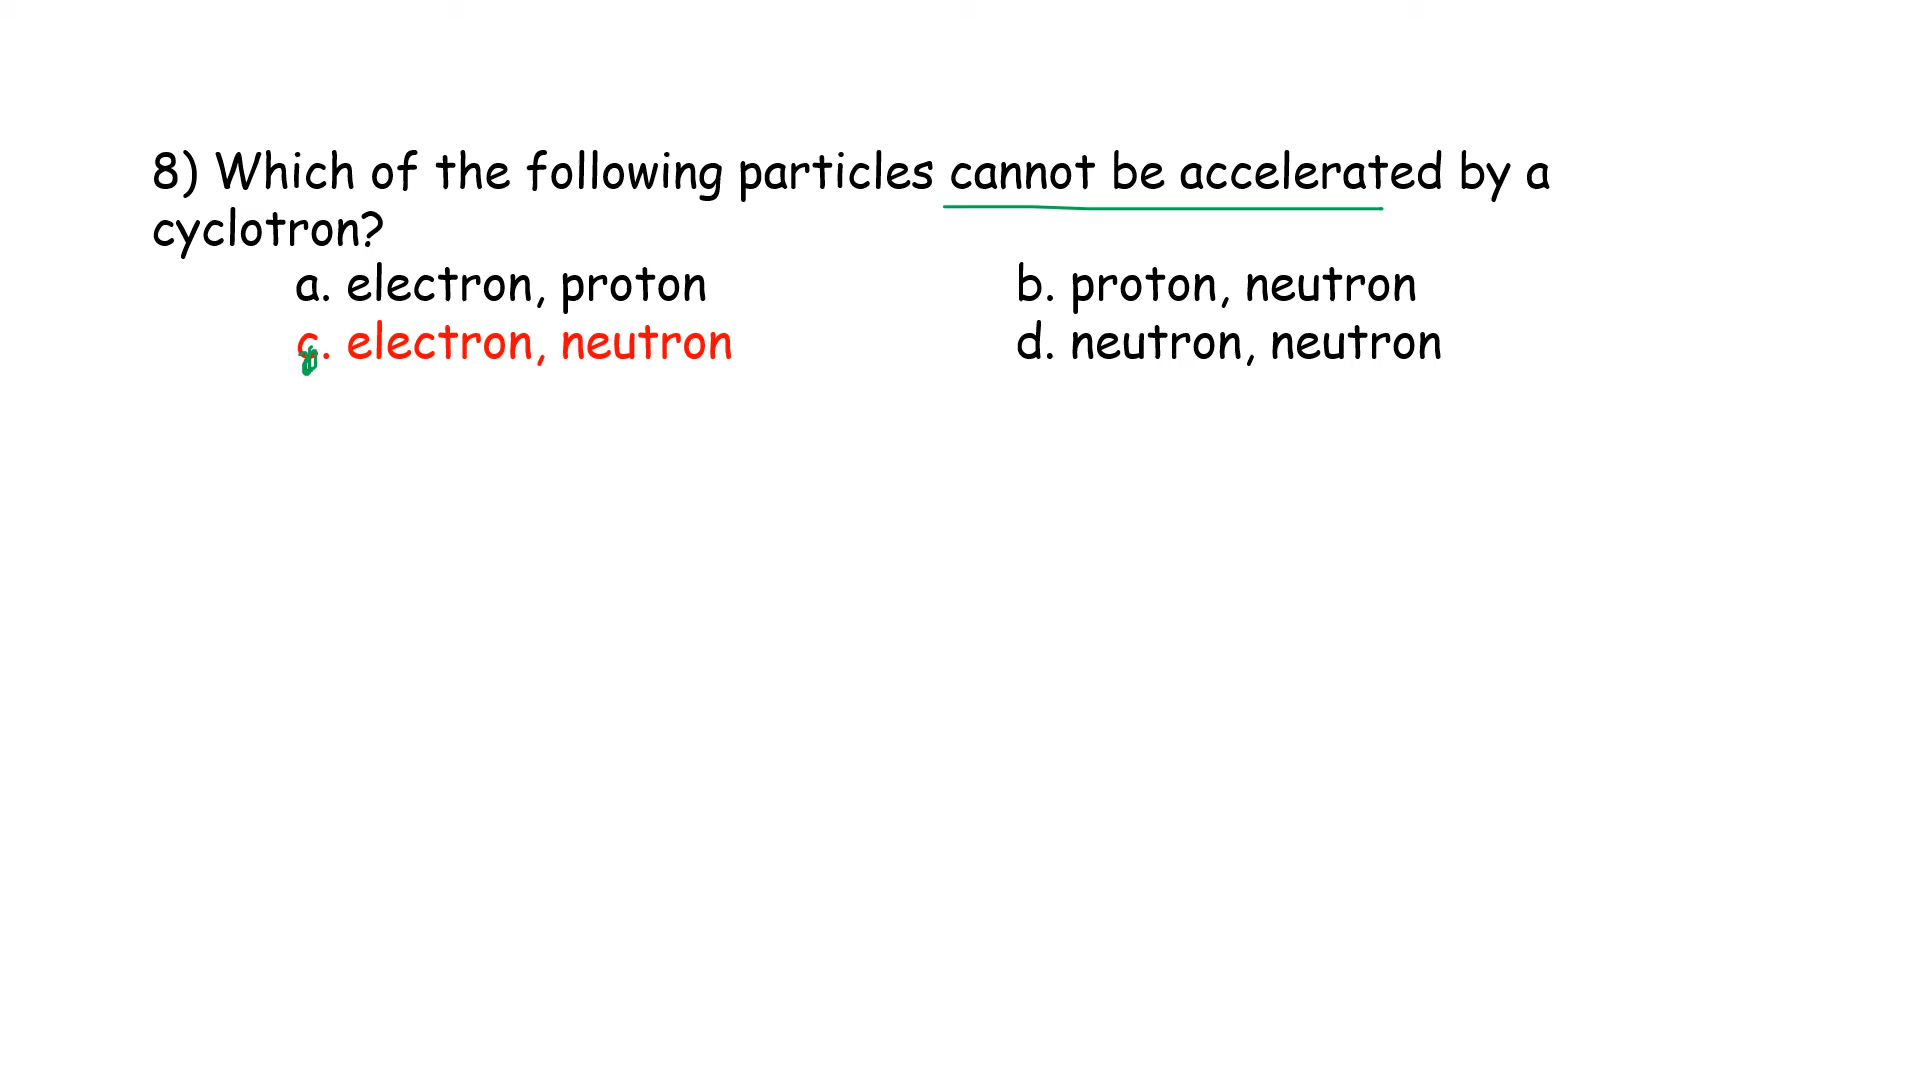 8) Which of the following particles cannot be accelerated by a
cyclotron?
a. electron, proton b. proton, neutron
c. electron, neutron d. neutron, neutron